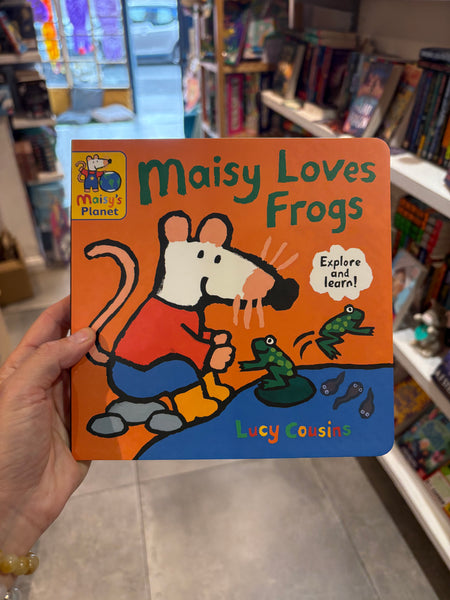 Maisy's
Planet
Maisy Loves
Frogs
Explore
and
learn!
Lucy Cousins